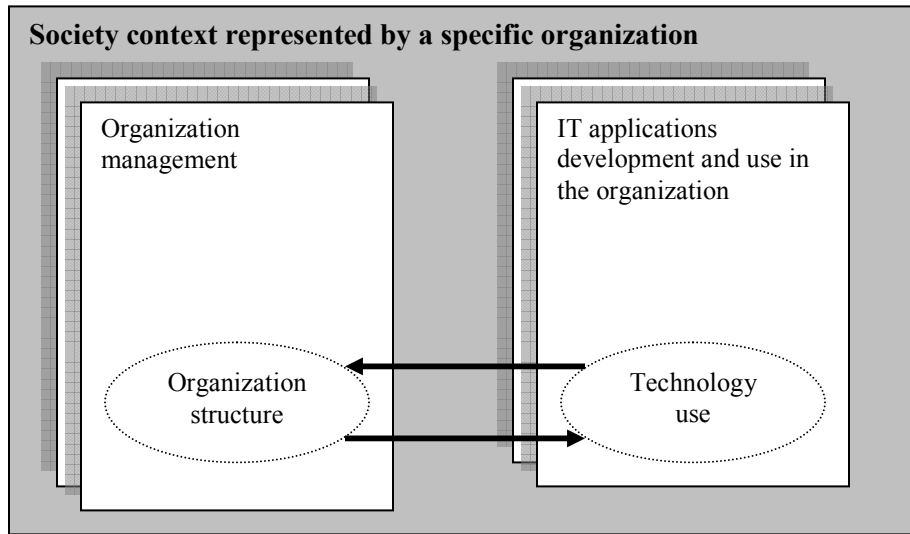 Society context represented by a specific organization
Organization
management
IT applications
development and use in
the organization
Organization
structure
Technology
use